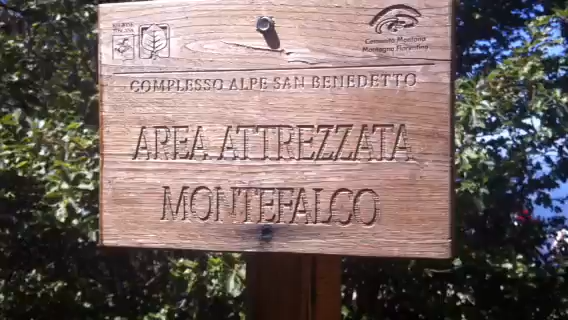 Comunità Montana
Montagna Fiorentina
COMPLESSO ALPE SAN BENEDETTO
AREA ATTREZZATA
MONTEFALCO